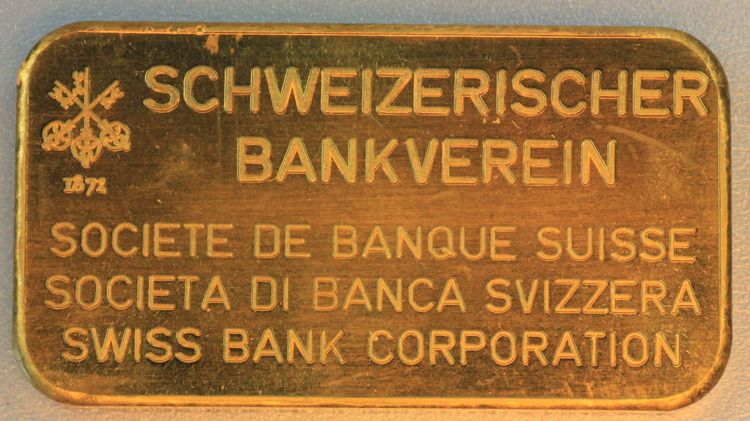 SCHWEIZERISCHER
BANKVEREIN
1872
SOCIETE DE BANQUE SUISSE
SOCIETA DI BANCA SVIZZERA
SWISS BANK CORPORATION